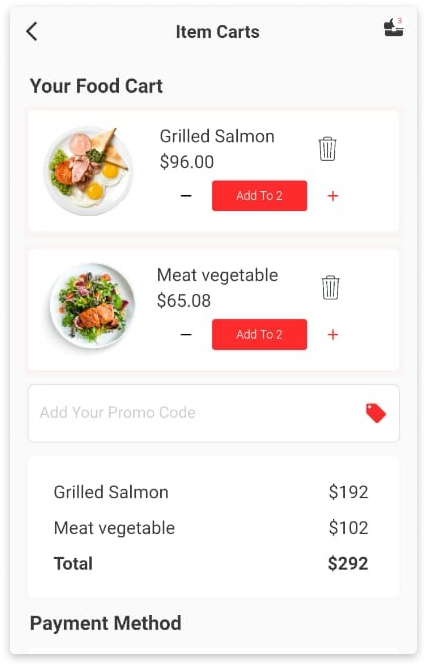 Item Carts
3
Your Food Cart
Grilled Salmon
$96.00
- Add To 2 +
Meat vegetable
$65.08
- Add To 2 +
Add Your Promo Code
Grilled Salmon $192
Meat vegetable $102
Total $292
Payment Method